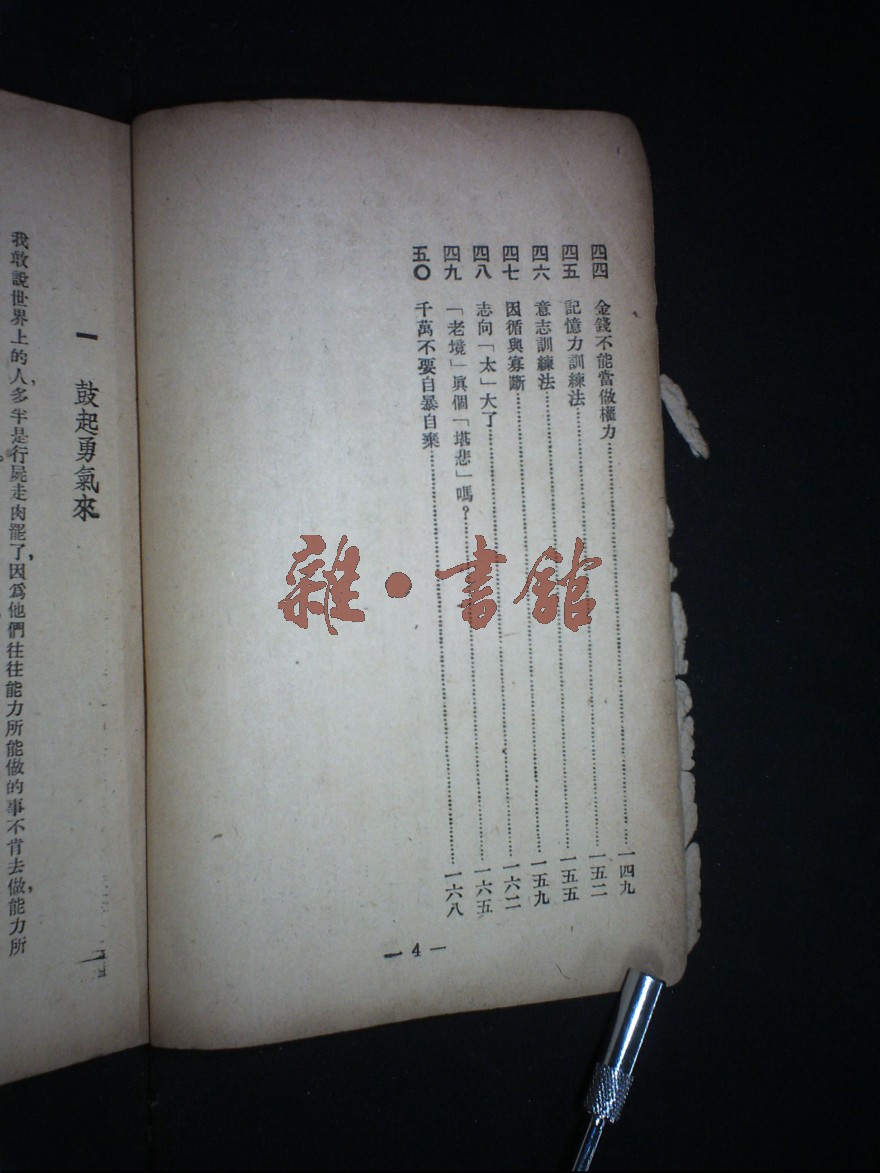 四四 金錢不能當做權力……一四九
四五 記憶力訓練法……一五二
四六 意志訓練法……一五五
四七 因循與寡斷……一五九
四八 志向「太」大了……一六二
四九 「老境」眞個「堪悲」嗎？……一六五
五〇 千萬不要自暴自棄……一六八
— 4 —
雜·書館
一 鼓起勇氣來
我敢說世界上的人，多半是行屍走肉罷了，因爲他們往往能力所能做的事不肯去做，能力所